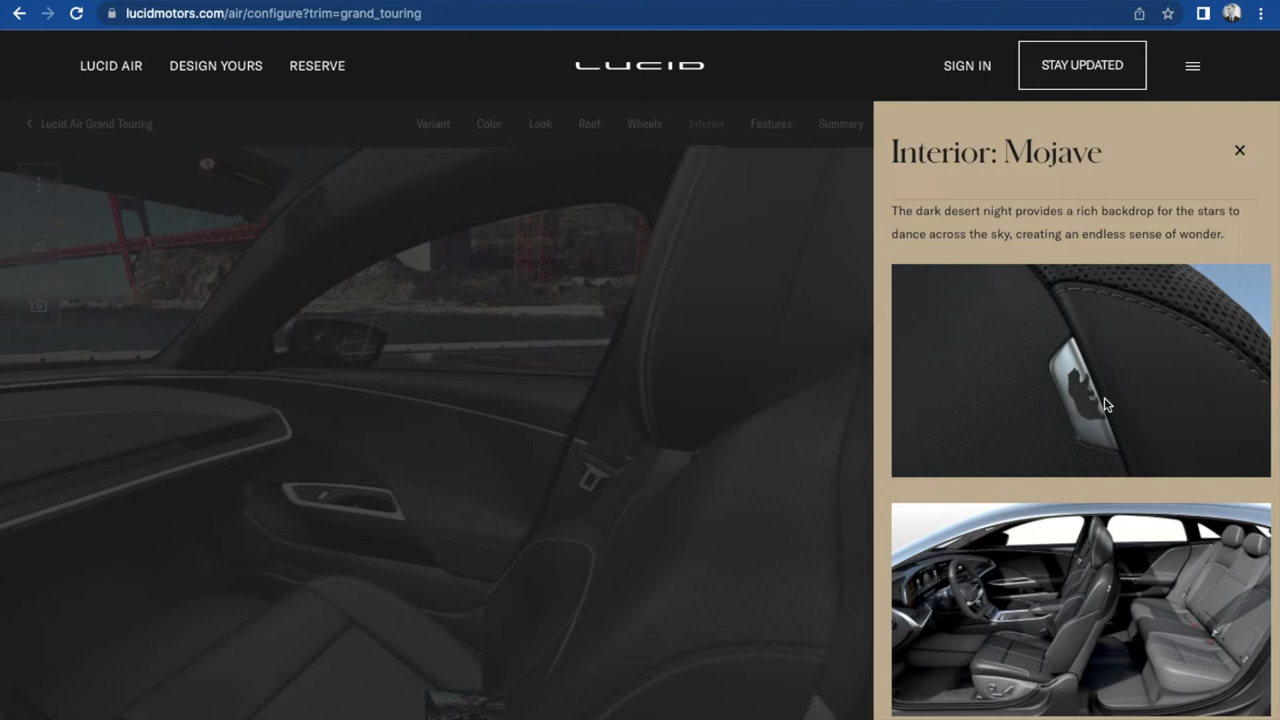 lucidmotors.com/air/configure?trim=grand_touring
LUCID AIR
DESIGN YOURS
RESERVE
LUCID
SIGN IN
STAY UPDATED
Lucid Air Grand Touring
Variant
Color
Look
Roof
Wheels
Interior
Features
Summary
Interior: Mojave
The dark desert night provides a rich backdrop for the stars to
dance across the sky, creating an endless sense of wonder.